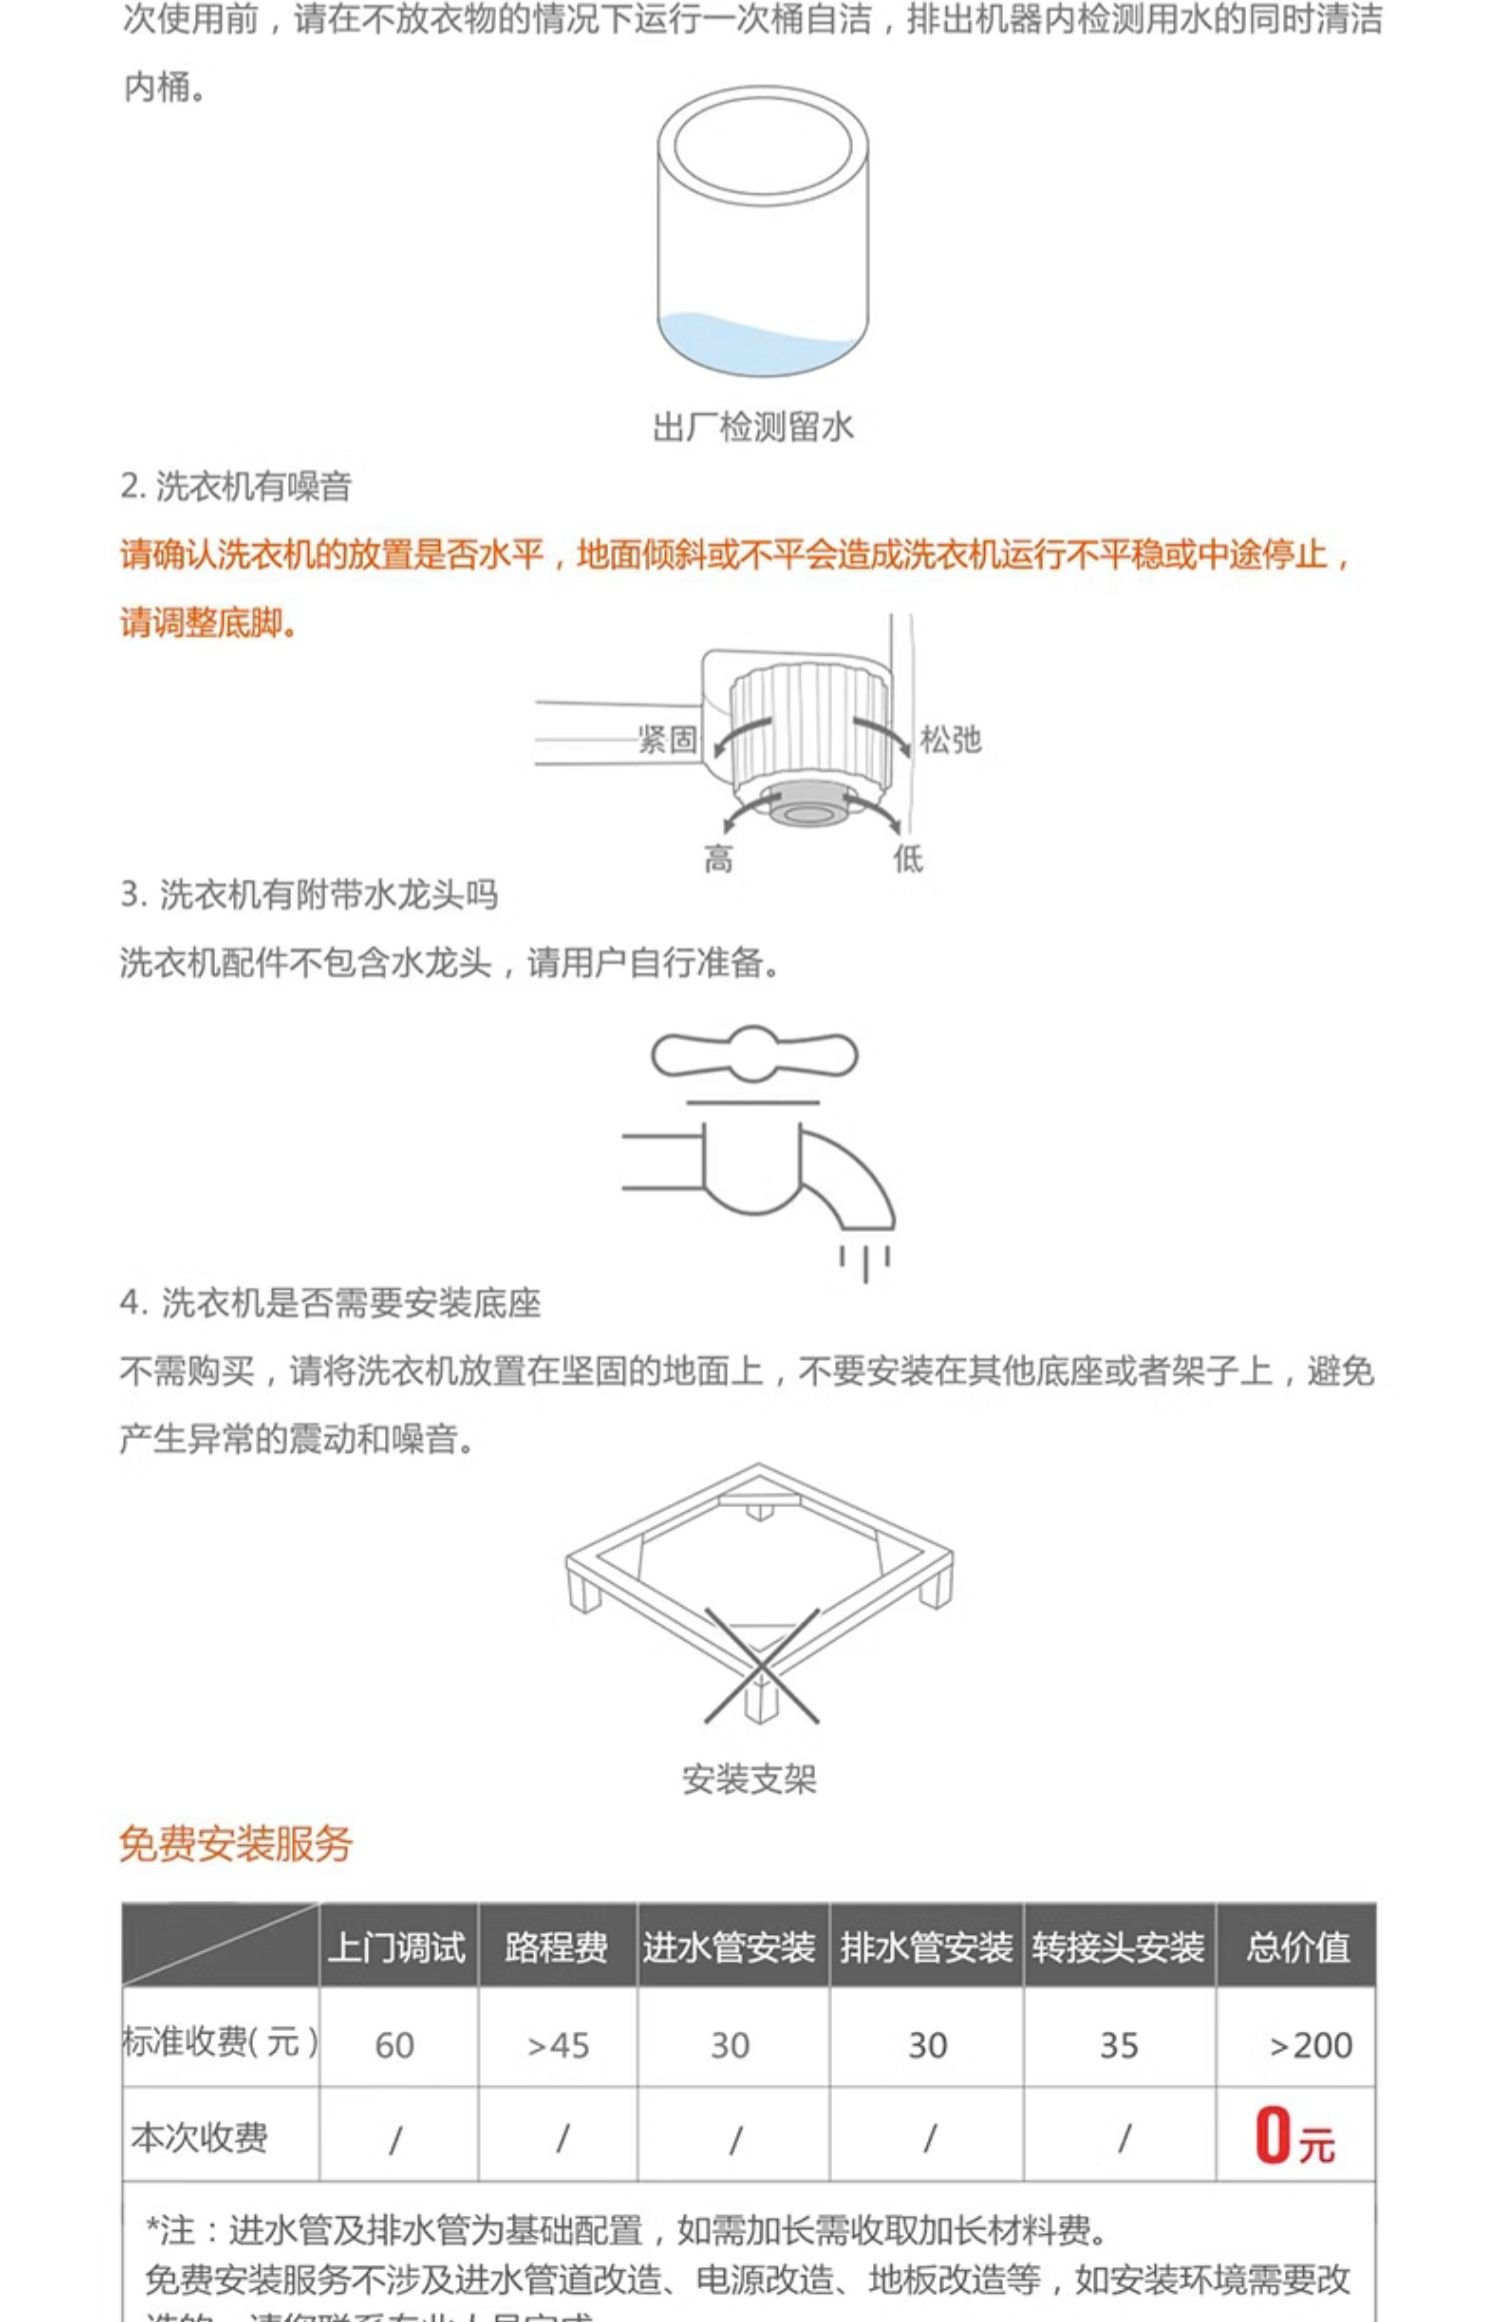 次使用前，请在不放衣物的情况下运行一次桶自洁，排出机器内检测用水的同时清洁
内桶。
出厂检测留水
2. 洗衣机有噪音
请确认洗衣机的放置是否水平，地面倾斜或不平会造成洗衣机运行不平稳或中途停止，
请调整底脚。
紧固 松弛
高 低
3. 洗衣机有附带水龙头吗
洗衣机配件不包含水龙头，请用户自行准备。
4. 洗衣机是否需要安装底座
不需购买，请将洗衣机放置在坚固的地面上，不要安装在其他底座或者架子上，避免
产生异常的震动和噪音。
安装支架
免费安装服务
上门调试 路程费 进水管安装 排水管安装 转接头安装 总价值
标准收费(元) 60 >45 30 30 35 >200
本次收费 / / / / / 0元
*注：进水管及排水管为基础配置，如需加长需收取加长材料费。
免费安装服务不涉及进水管道改造、电源改造、地板改造等，如安装环境需要改